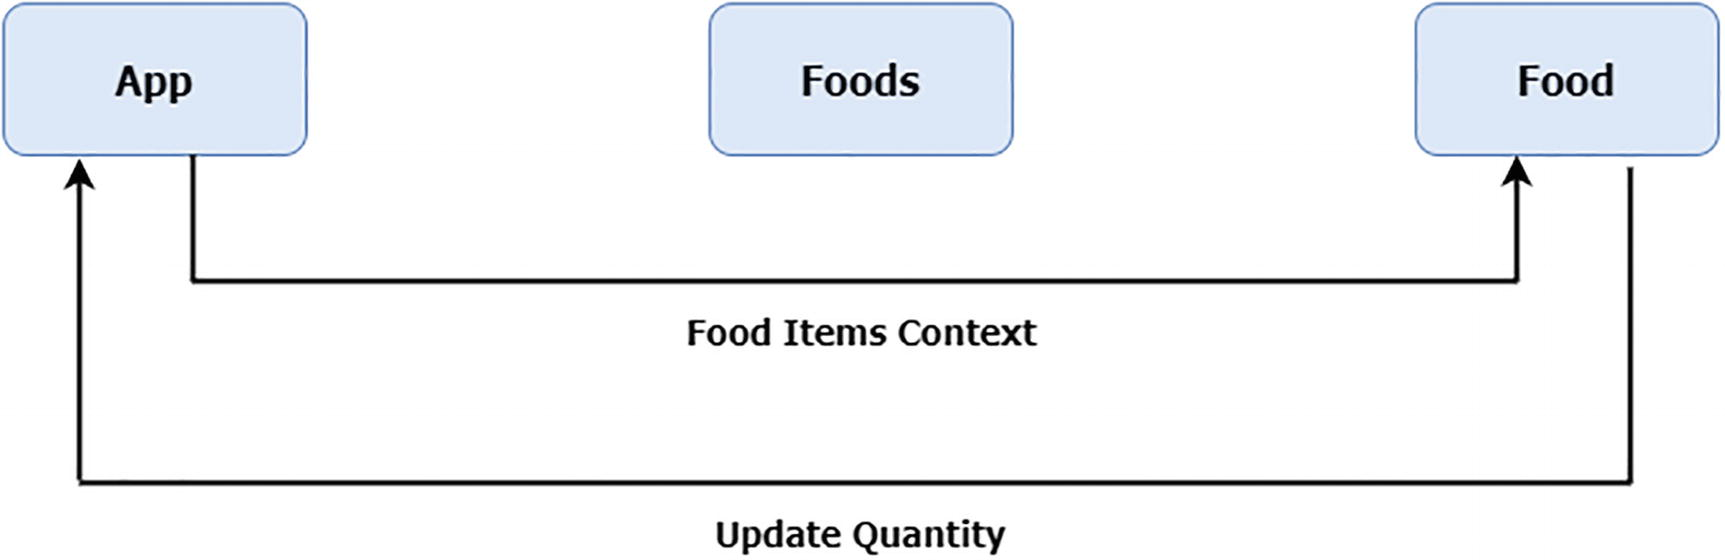 App
Foods
Food
Food Items Context
Update Quantity